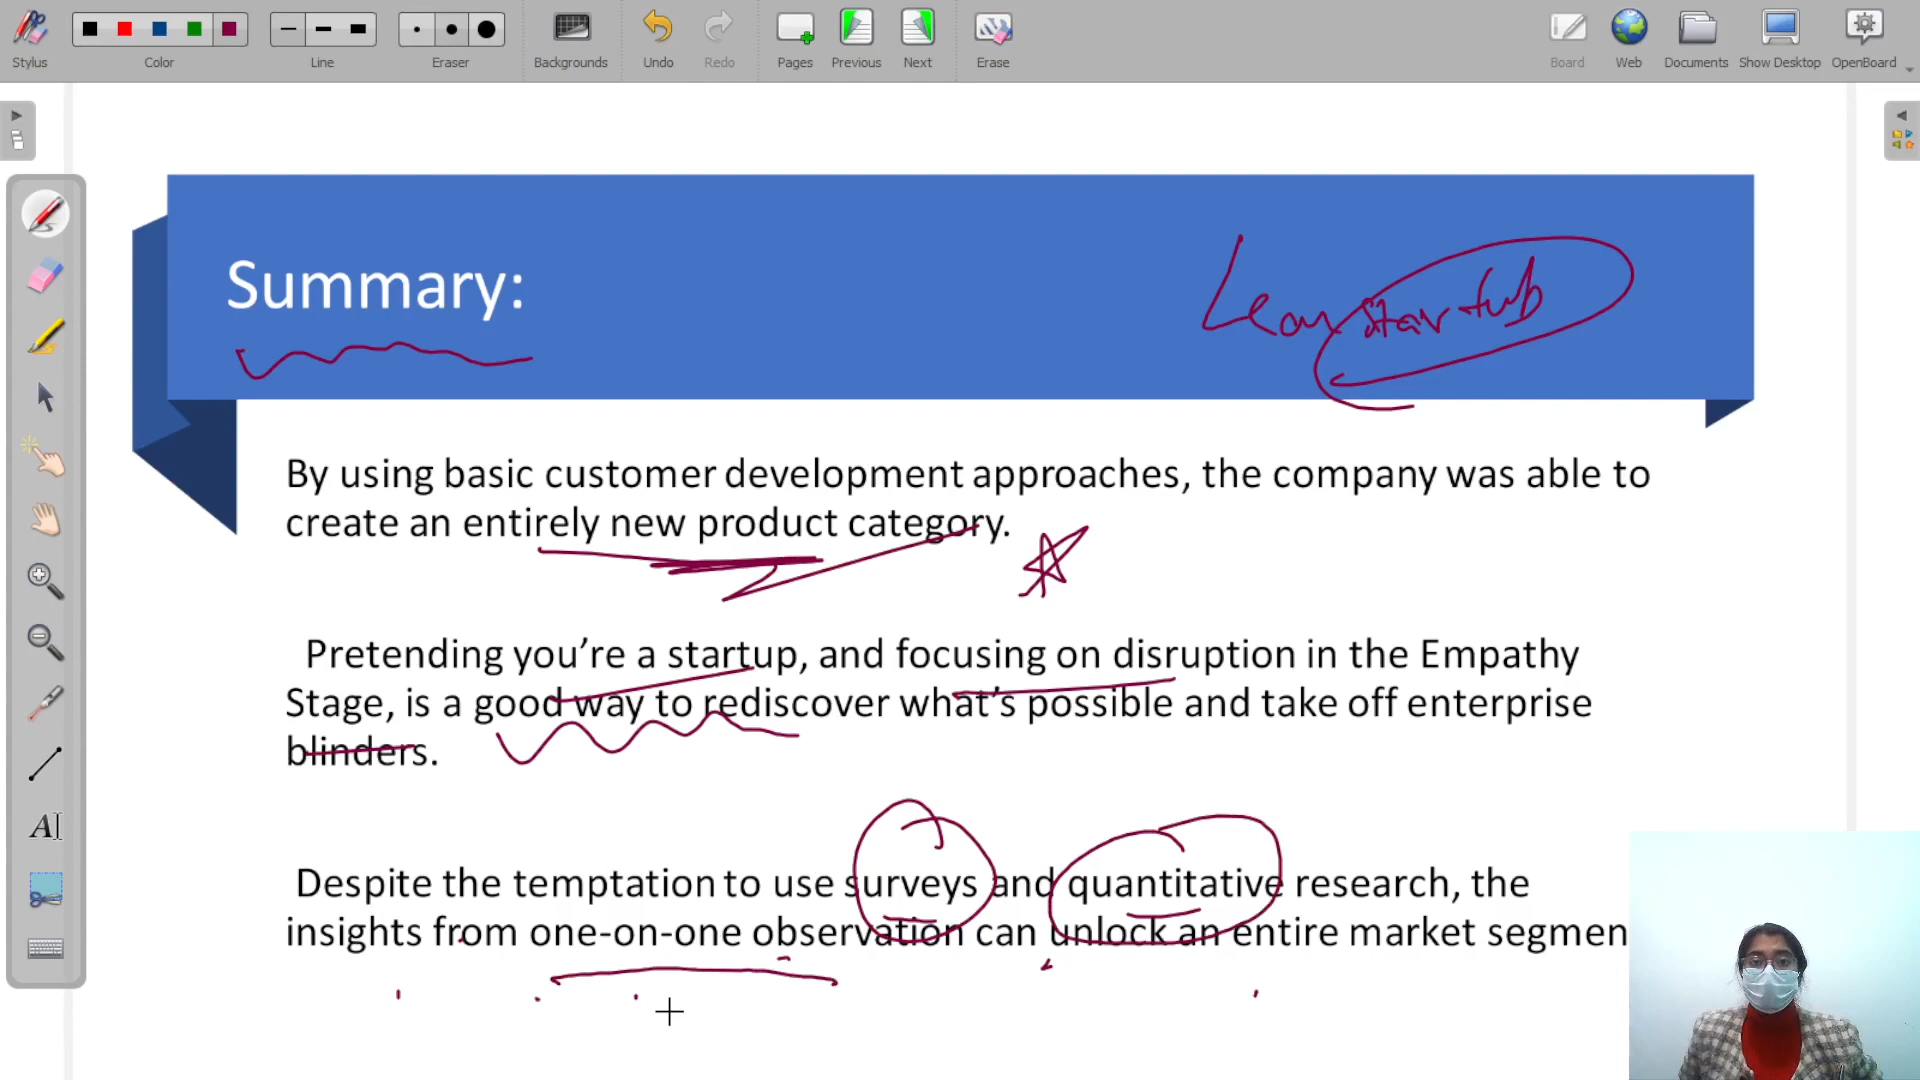 Stylus
Color
Line
Eraser
Backgrounds
Undo
Redo
Pages
Previous
Next
Erase
Board
Web
Documents
Show Desktop
OpenBoard
Summary:
Lean startup
By using basic customer development approaches, the company was able to
create an entirely new product category.
Pretending you’re a startup, and focusing on disruption in the Empathy
Stage, is a good way to rediscover what’s possible and take off enterprise
blinders.
Despite the temptation to use surveys and quantitative research, the
insights from one-on-one observation can unlock an entire market segmen